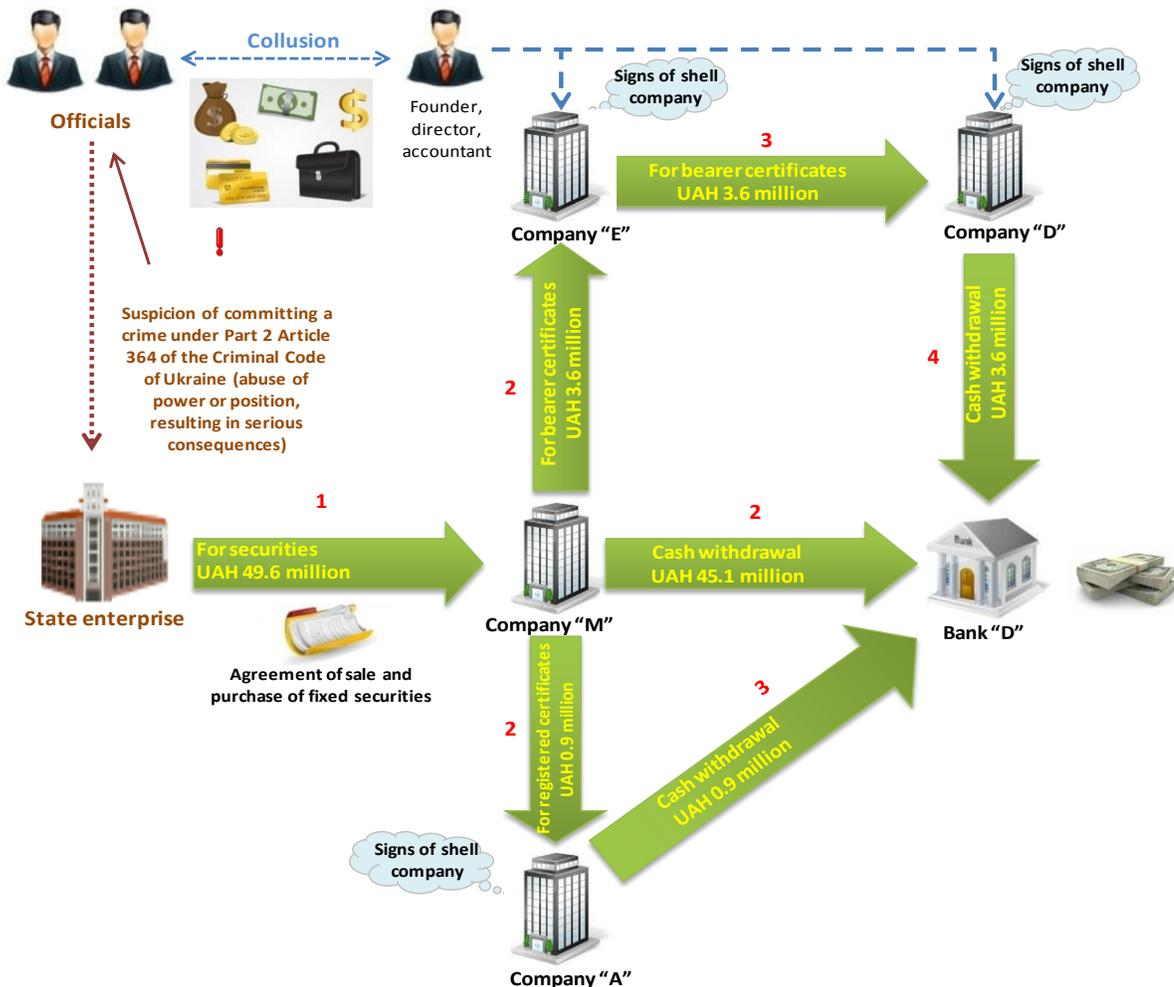 Collusion
Officials
Founder,
director,
accountant
Signs of shell
company
Signs of shell
company
3
For bearer certificates
UAH 3.6 million
Company “E”
Company “D”
!
Suspicion of committing a
crime under Part 2 Article
364 of the Criminal Code
of Ukraine (abuse of
power or position,
resulting in serious
consequences)
2
For bearer certificates
UAH 3.6 million
4
Cash withdrawal
UAH 3.6 million
1
For securities
UAH 49.6 million
State enterprise
Agreement of sale and
purchase of fixed securities
Company “M”
2
Cash withdrawal
UAH 45.1 million
Bank
Bank “D”
2
For registered certificates
UAH 0.9 million
3
Cash withdrawal
UAH 0.9 million
Signs of shell
company
Company “A”